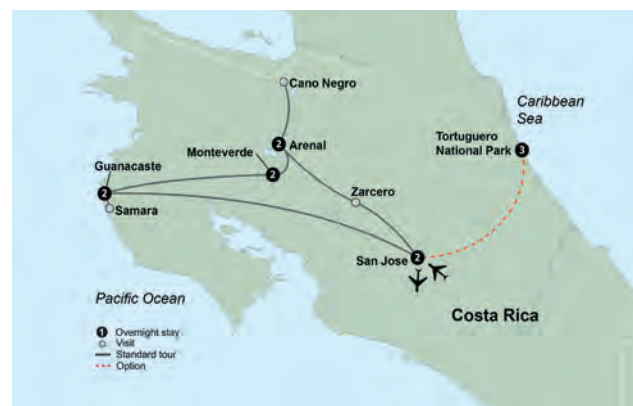 Cano Negro
Caribbean
Sea
2
Arenal
Monteverde
2
Tortuguero
National Park
3
Guanacaste
2
Samara
Zarcero
San Jose
2
Pacific Ocean
Costa Rica
1 Overnight stay
Visit
Standard tour
Option